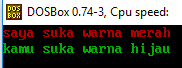 DOSBox 0.74-3, Cpu speed:
saya suka warna merah
kamu suka warna hijau